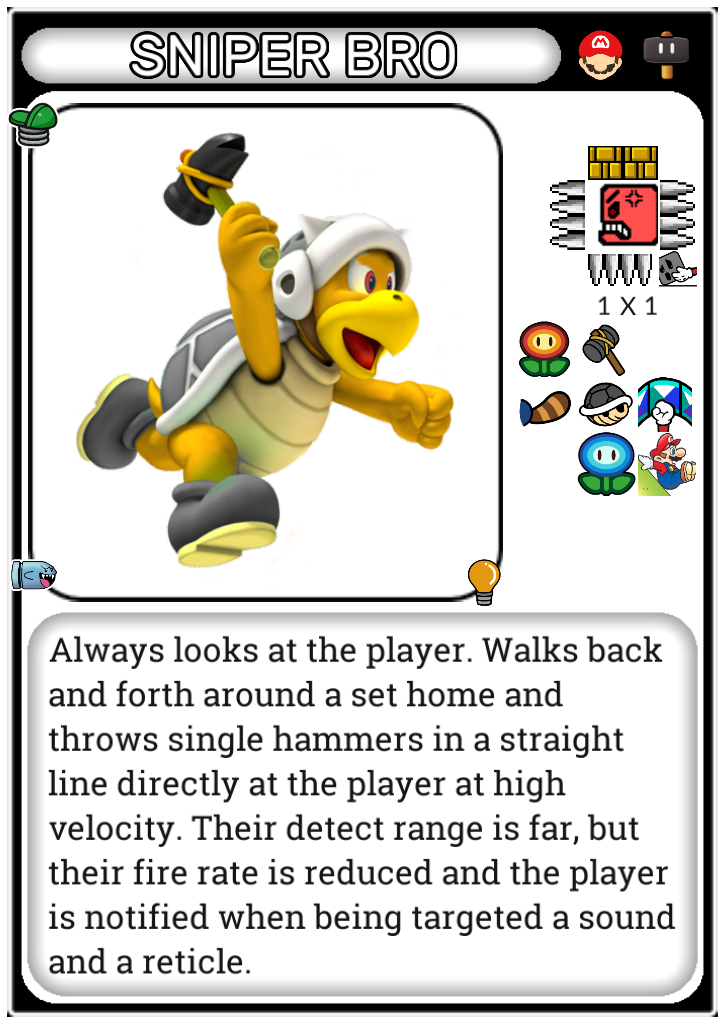 SNIPER BRO
1 X 1
Always looks at the player. Walks back
and forth around a set home and
throws single hammers in a straight
line directly at the player at high
velocity. Their detect range is far, but
their fire rate is reduced and the player
is notified when being targeted a sound
and a reticle.